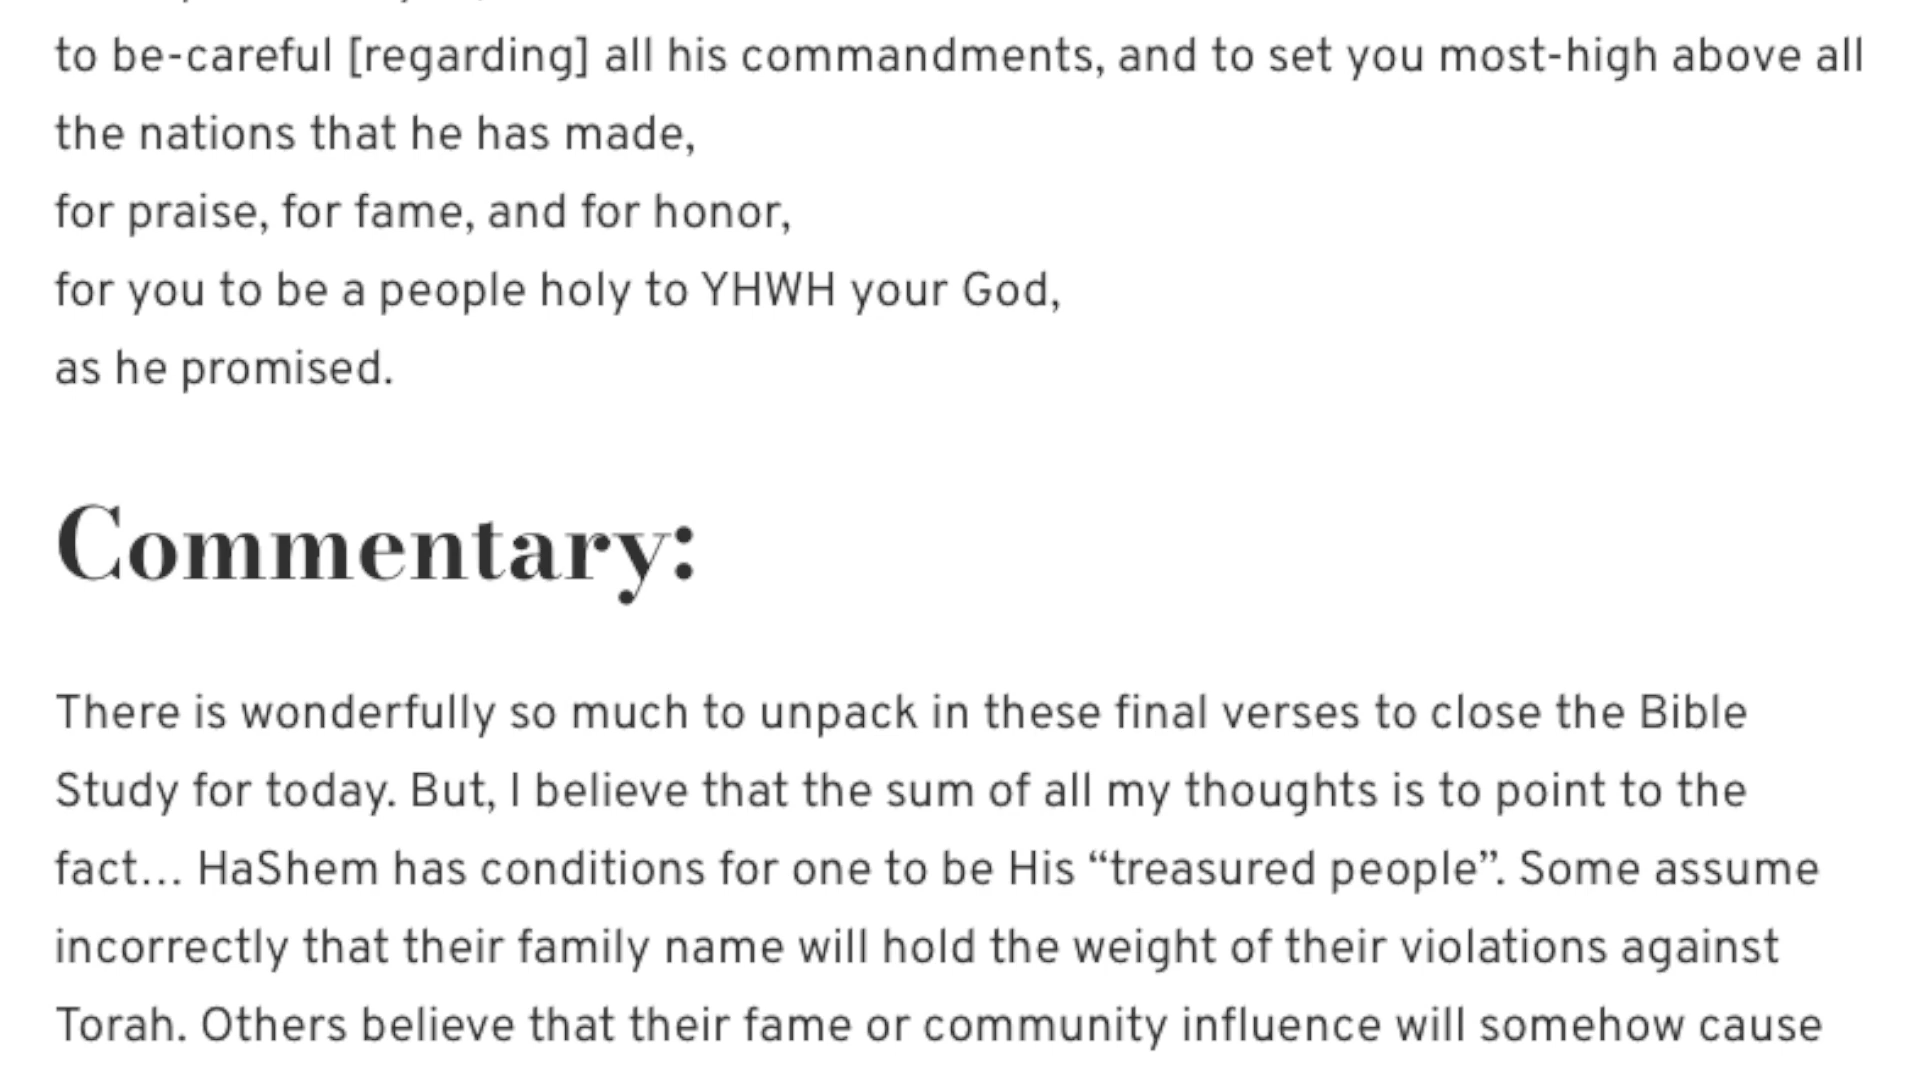 to be-careful [regarding] all his commandments, and to set you most-high above all
the nations that he has made,
for praise, for fame, and for honor,
for you to be a people holy to YHWH your God,
as he promised.
Commentary:
There is wonderfully so much to unpack in these final verses to close the Bible
Study for today. But, I believe that the sum of all my thoughts is to point to the
fact… HaShem has conditions for one to be His “treasured people”. Some assume
incorrectly that their family name will hold the weight of their violations against
Torah. Others believe that their fame or community influence will somehow cause